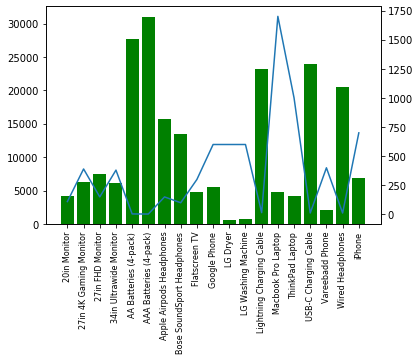 30000
25000
20000
15000
10000
5000
0
1750
1500
1250
1000
750
500
250
0
20in Monitor
27in 4K Gaming Monitor
27in FHD Monitor
34in Ultrawide Monitor
AA Batteries (4-pack)
AAA Batteries (4-pack)
Apple Airpods Headphones
Bose SoundSport Headphones
Flatscreen TV
Google Phone
LG Dryer
LG Washing Machine
Lightning Charging Cable
Macbook Pro Laptop
ThinkPad Laptop
USB-C Charging Cable
Vareebadd Phone
Wired Headphones
iPhone